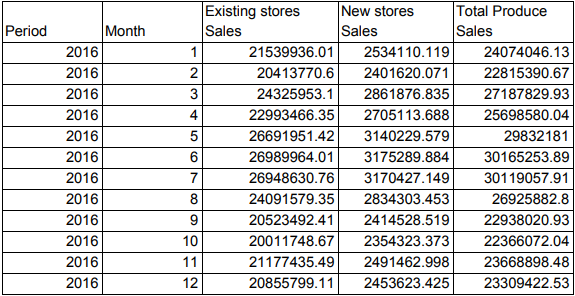 Period Month Existing stores Sales New stores Sales Total Produce Sales
2016 1 21539936.01 2534110.119 24074046.13
2016 2 20413770.6 2401620.071 22815390.67
2016 3 24325953.1 2861876.835 27187829.93
2016 4 22993466.35 2705113.688 25698580.04
2016 5 26691951.42 3140229.579 29832181
2016 6 26989964.01 3175289.884 30165253.89
2016 7 26948630.76 3170427.149 30119057.91
2016 8 24091579.35 2834303.453 26925882.8
2016 9 20523492.41 2414528.519 22938020.93
2016 10 20011748.67 2354323.373 22366072.04
2016 11 21177435.49 2491462.998 23668898.48
2016 12 20855799.11 2453623.425 23309422.53